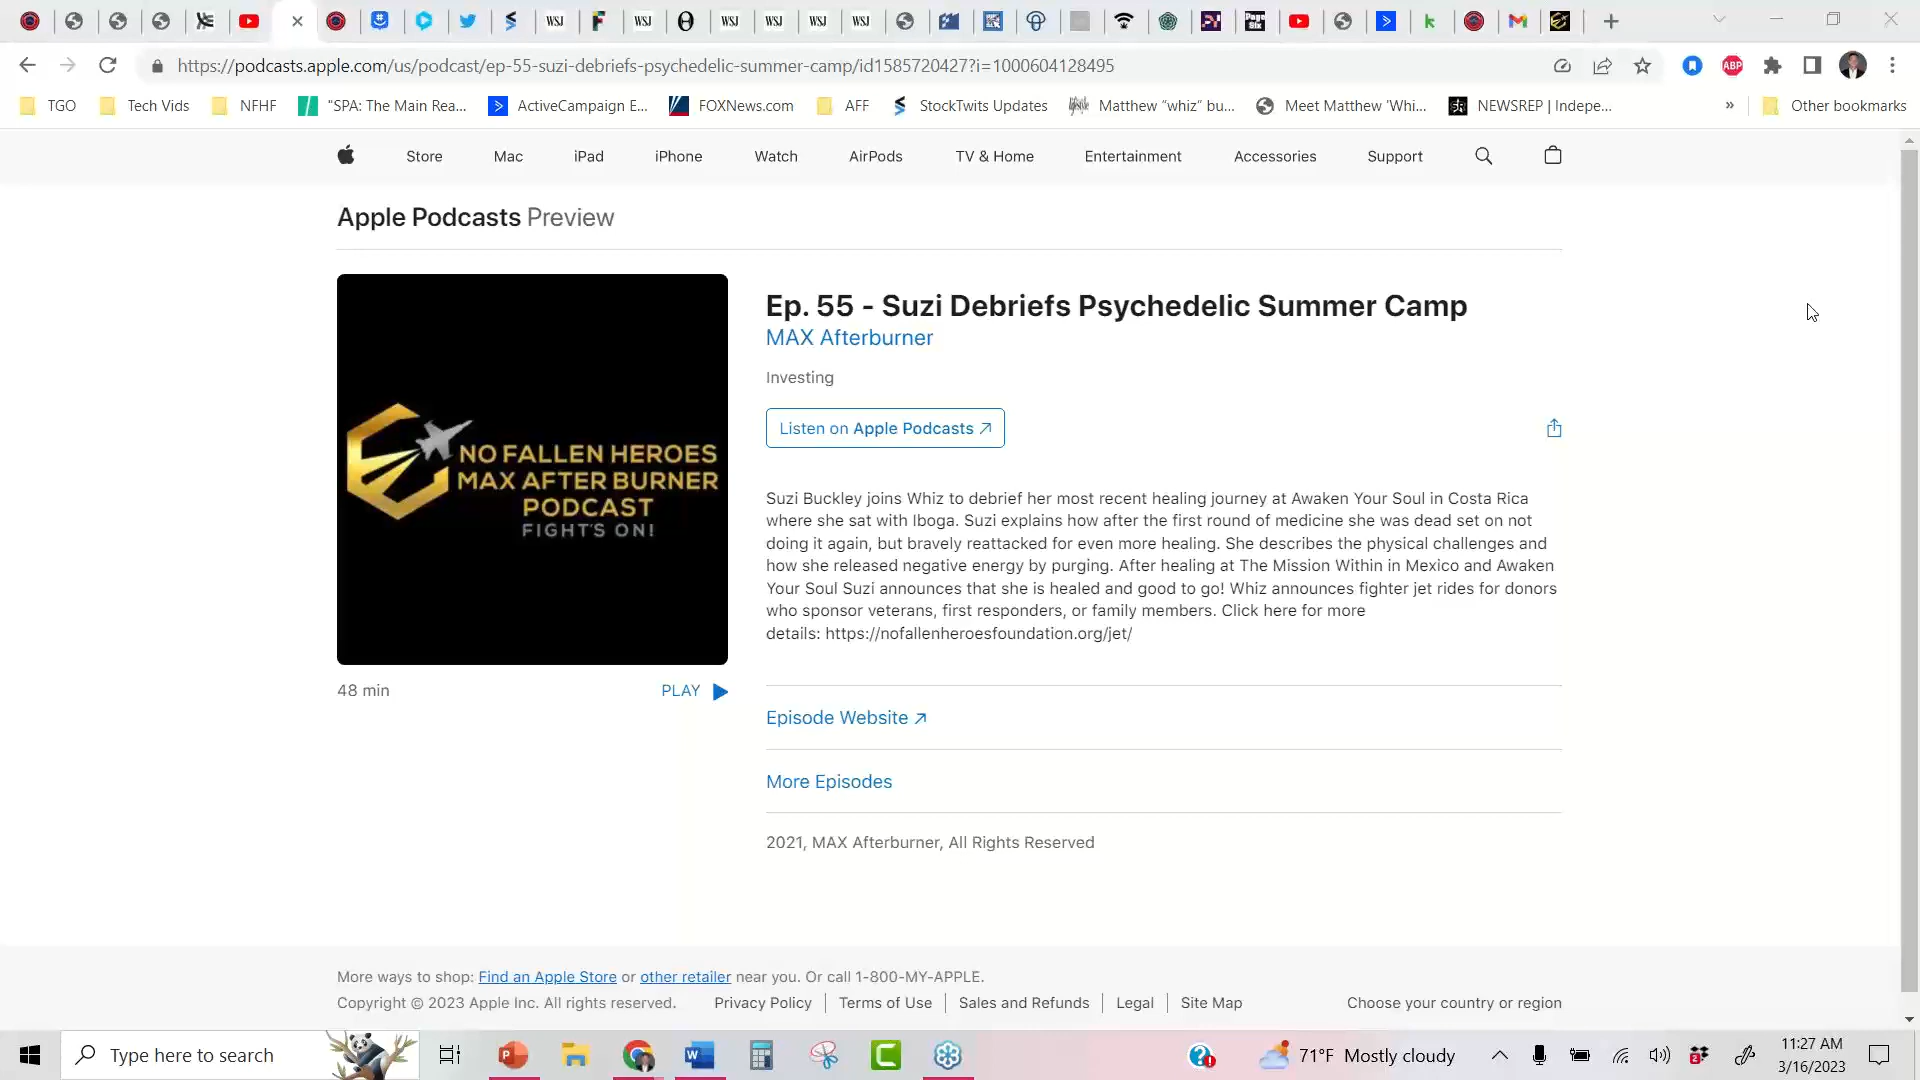 https://podcasts.apple.com/us/podcast/ep-55-suzi-debriefs-psychedelic-summer-camp/id1585720427?i=1000604128495
TGO
Tech Vids
NFHF
"SPA: The Main Rea...
ActiveCampaign E...
FOXNews.com
AFF
StockTwits Updates
Matthew “whiz” bu...
Meet Matthew 'Whi...
NEWSREP | Indepe...
»
Other bookmarks
Store
Mac
iPad
iPhone
Watch
AirPods
TV & Home
Entertainment
Accessories
Support
Apple Podcasts Preview
NO FALLEN HEROES
MAX AFTER BURNER
PODCAST
FIGHT'S ON!
48 min
PLAY
Ep. 55 - Suzi Debriefs Psychedelic Summer Camp
MAX Afterburner
Investing
Listen on Apple Podcasts ↗
Suzi Buckley joins Whiz to debrief her most recent healing journey at Awaken Your Soul in Costa Rica
where she sat with Iboga. Suzi explains how after the first round of medicine she was dead set on not
doing it again, but bravely reattacked for even more healing. She describes the physical challenges and
how she released negative energy by purging. After healing at The Mission Within in Mexico and Awaken
Your Soul Suzi announces that she is healed and good to go! Whiz announces fighter jet rides for donors
who sponsor veterans, first responders, or family members. Click here for more
details: https://nofallenheroesfoundation.org/jet/
Episode Website ↗
More Episodes
2021, MAX Afterburner, All Rights Reserved
More ways to shop: Find an Apple Store or other retailer near you. Or call 1-800-MY-APPLE.
Copyright © 2023 Apple Inc. All rights reserved.
Privacy Policy
Terms of Use
Sales and Refunds
Legal
Site Map
Choose your country or region
Type here to search
71°F Mostly cloudy
11:27 AM
3/16/2023